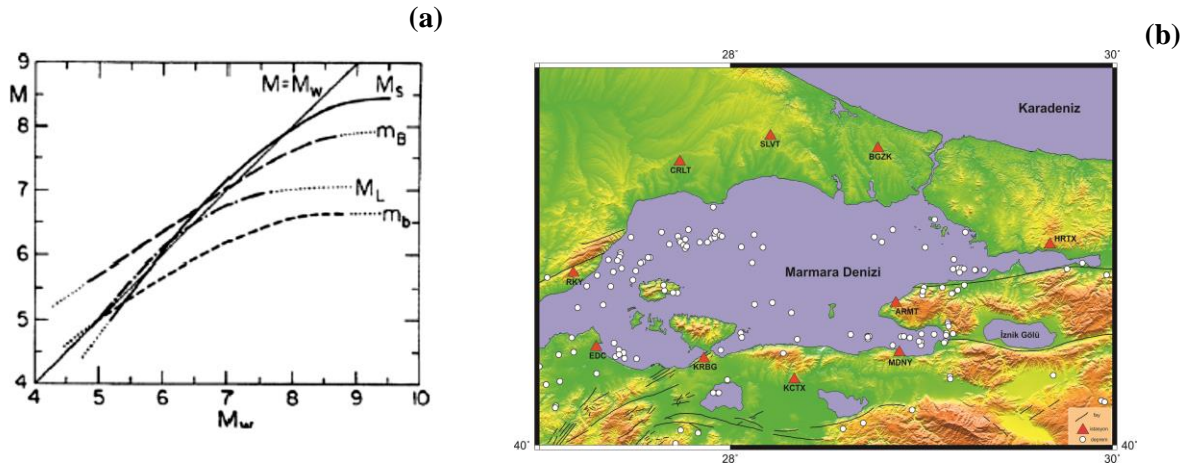 (a)
M
9
8
7
6
5
4
4 5 6 7 8 9 10
Mw
M=Mw
Ms
mB
ML
mb
(b)
28˚ 30˚
Karadeniz
SLVT
BGZK
CRLT
HRTX
RKY
Marmara Denizi
ARMT
İznik Gölü
EDC
KRBG
MDNY
KCTX
fay
istasyon
deprem
40˚ 40˚
28˚ 30˚